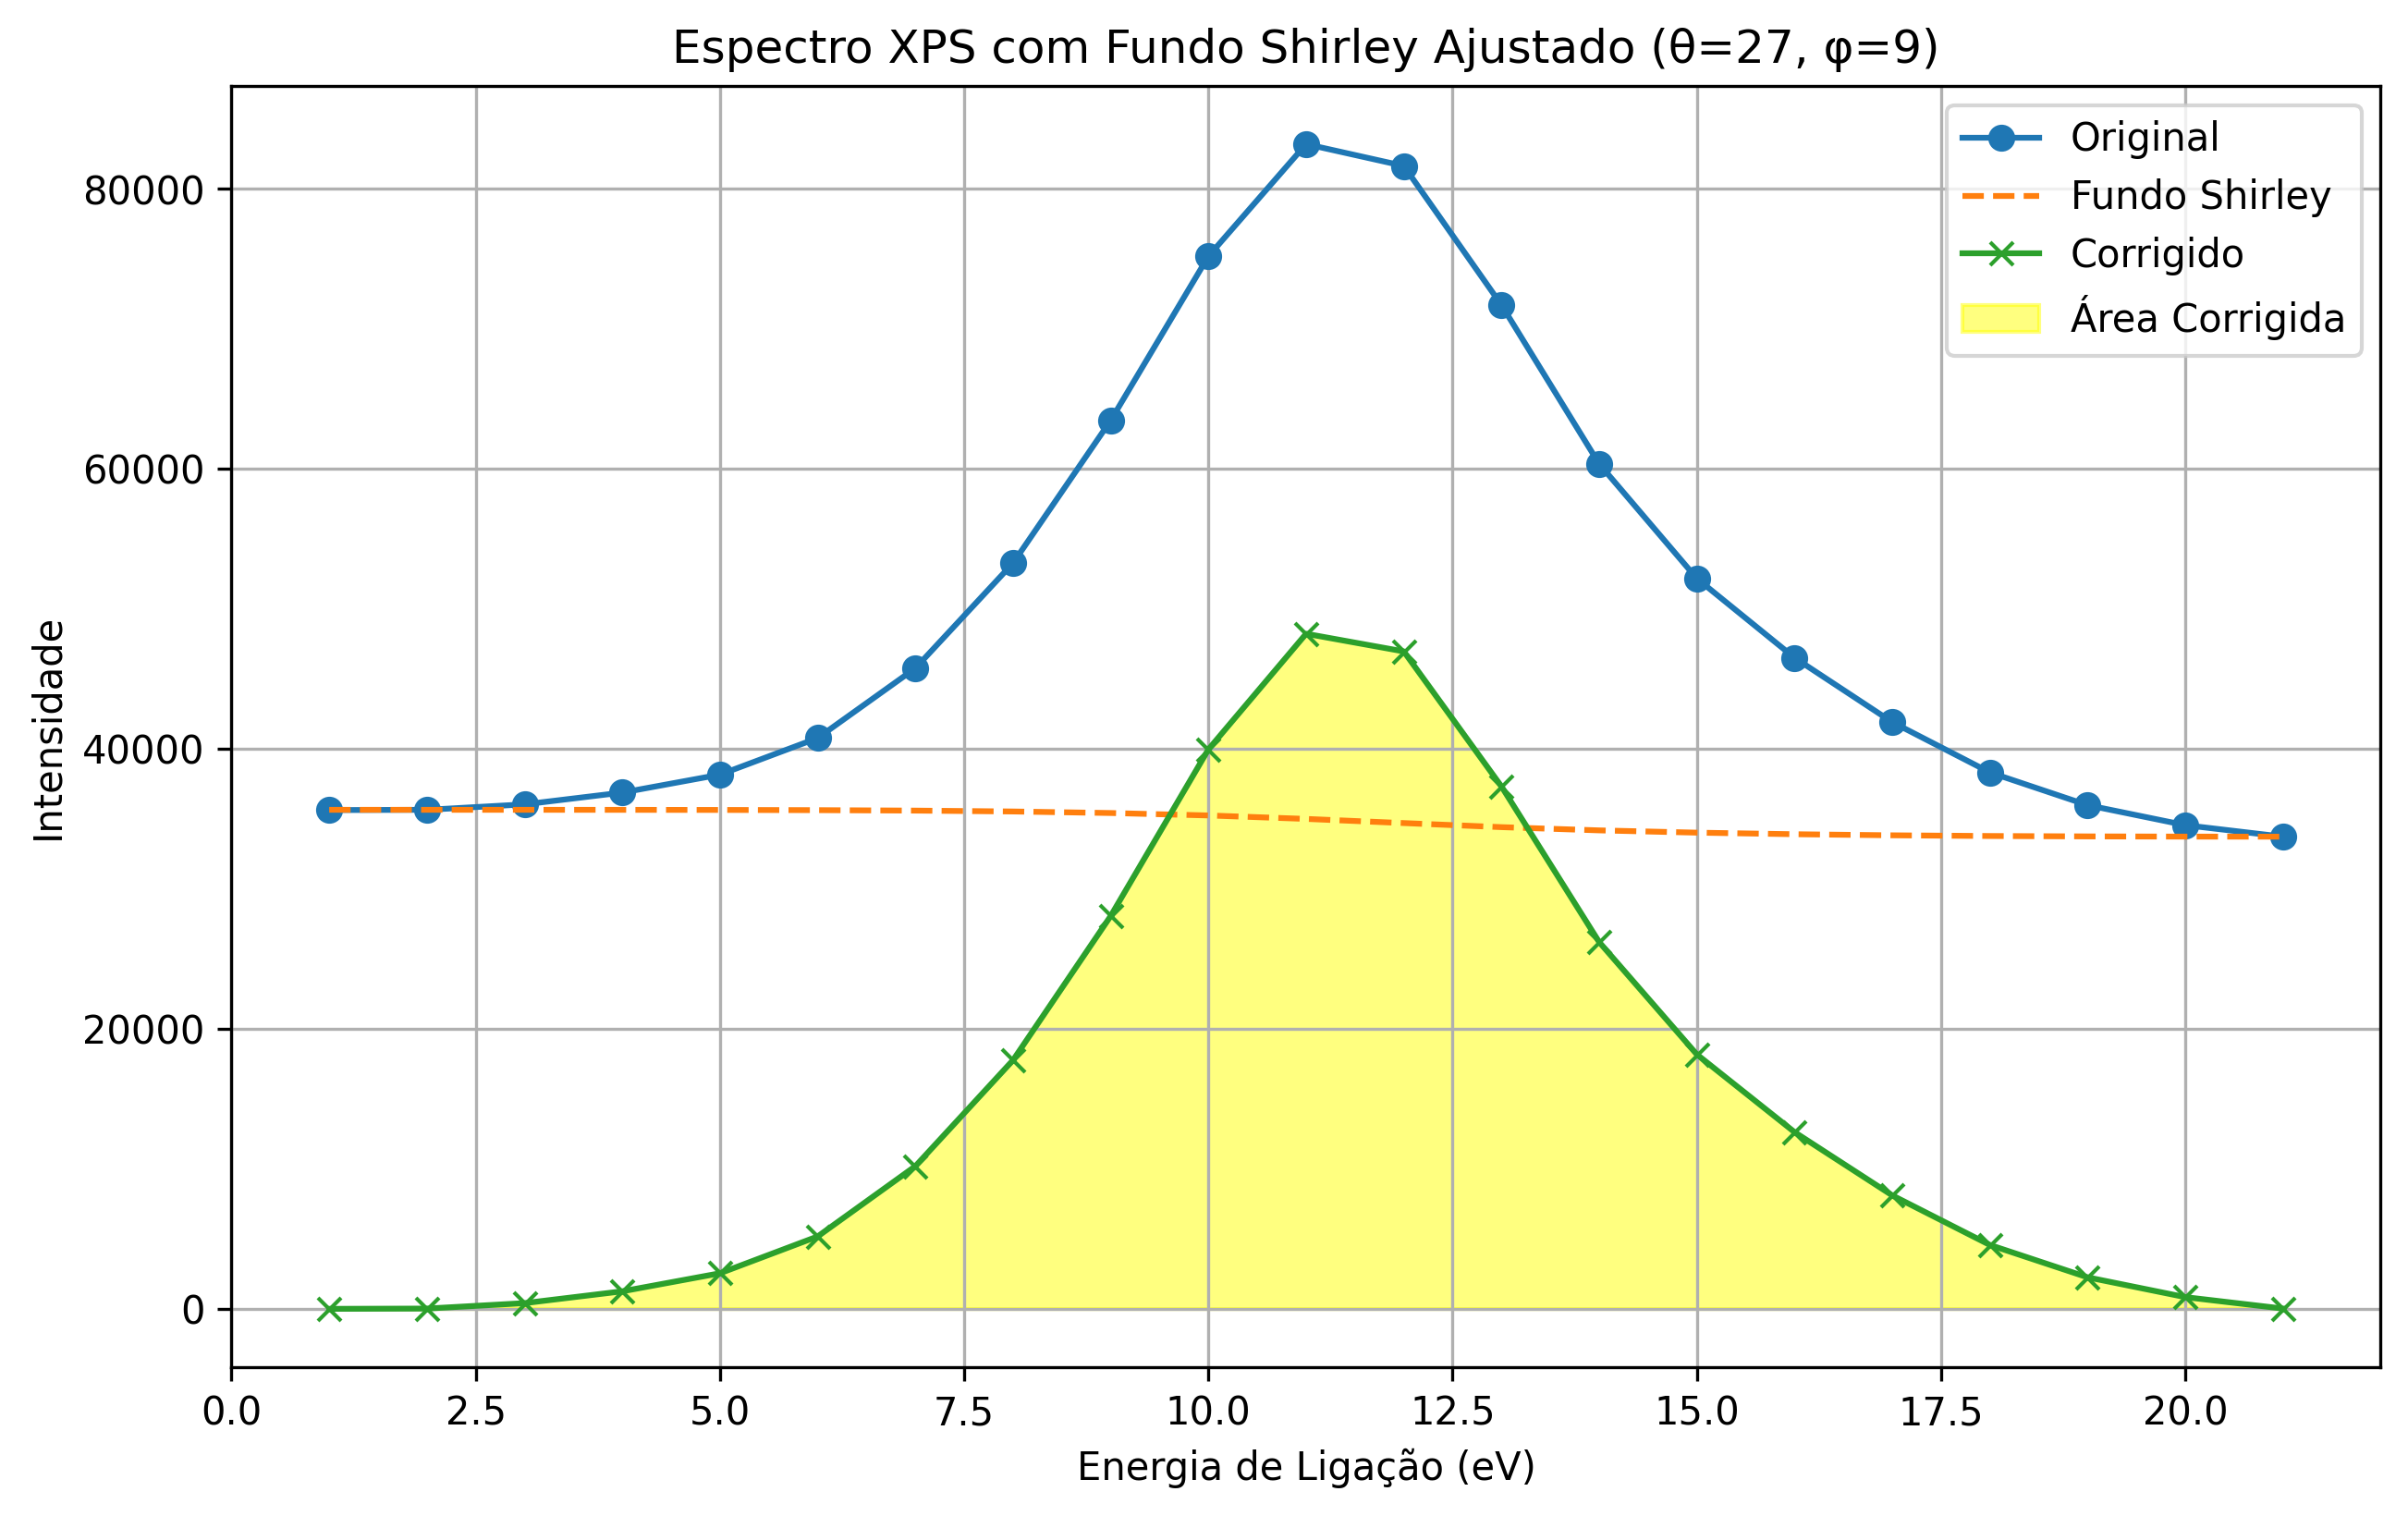 Espectro XPS com Fundo Shirley Ajustado (θ=27, φ=9)
Original
Fundo Shirley
Corrigido
Área Corrigida
80000
60000
40000
20000
0
Intensidade
0.0 2.5 5.0 7.5 10.0 12.5 15.0 17.5 20.0
Energia de Ligação (eV)